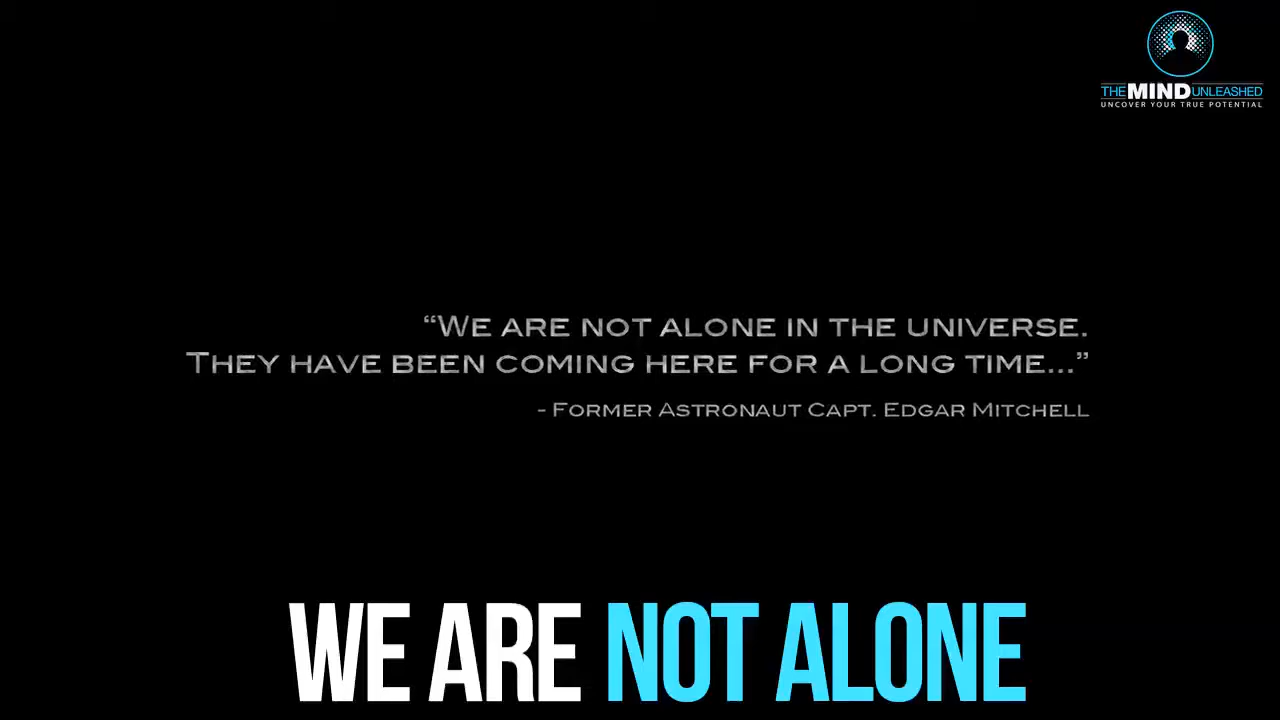 THE MIND UNLEASHED
UNCOVER YOUR TRUE POTENTIAL
“WE ARE NOT ALONE IN THE UNIVERSE.
THEY HAVE BEEN COMING HERE FOR A LONG TIME...”
- FORMER ASTRONAUT CAPT. EDGAR MITCHELL
WE ARE NOT ALONE